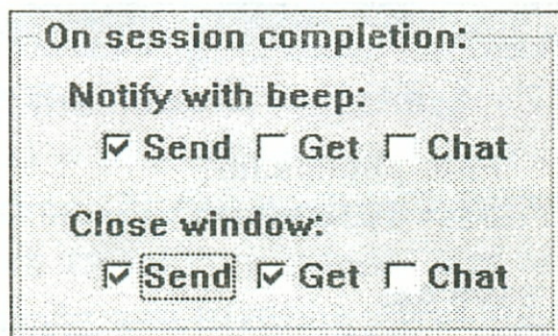 On session completion:
Notify with beep:
Send Get Chat
Close window:
Send Get Chat